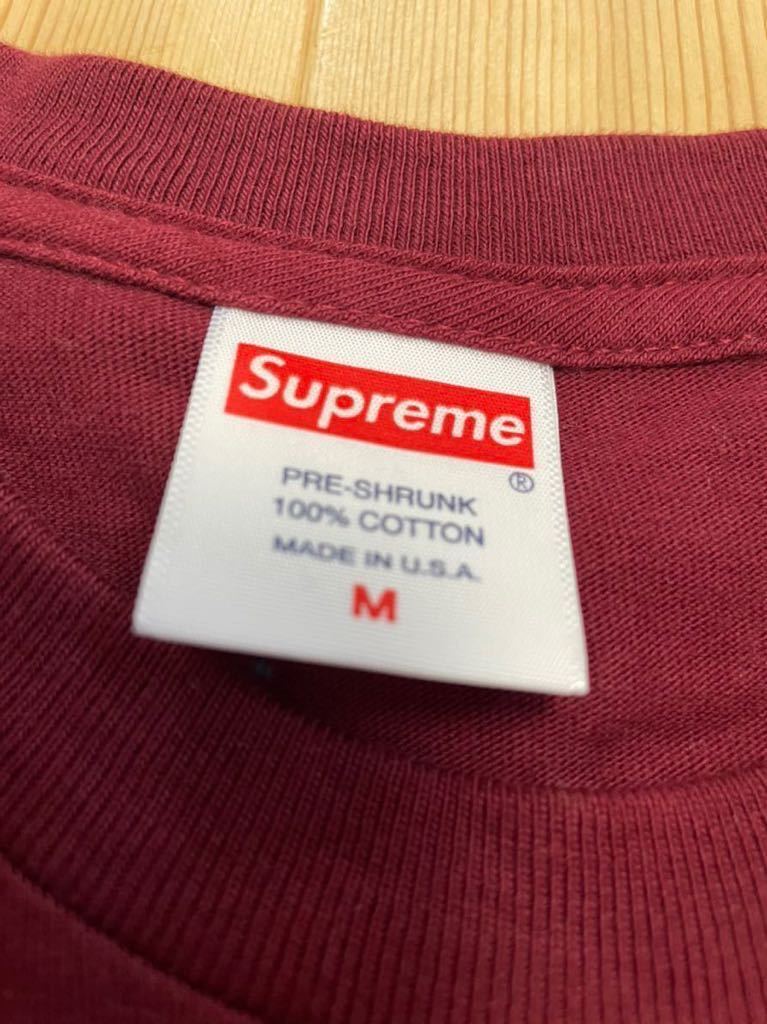 Supreme
®
PRE-SHRUNK
100% COTTON
MADE IN U.S.A.
M